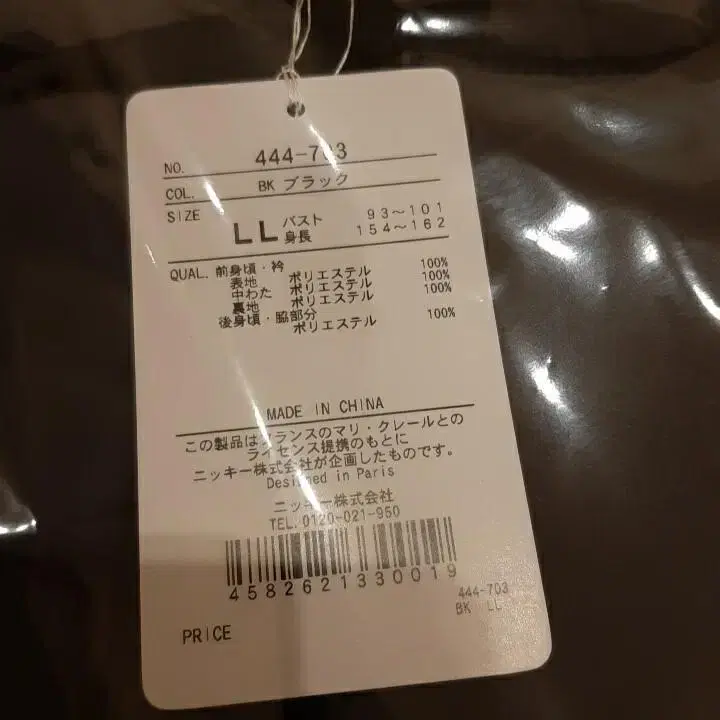 NO. 444-703
COL. BK ブラック
SIZE LL バスト 93～101
身長 154～162
QUAL. 前身頃・衿
表地 ポリエステル 100%
中わた ポリエステル 100%
裏地 ポリエステル 100%
後身頃・脇部分
ポリエステル 100%
MADE IN CHINA
この製品はフランスのマリ・クレールとの
ライセンス提携のもとに
ニッキー株式会社が企画したものです。
Designed in Paris
ニッキー株式会社
TEL. 0120-021-950
4582621330019
444-703
BK LL
PRICE